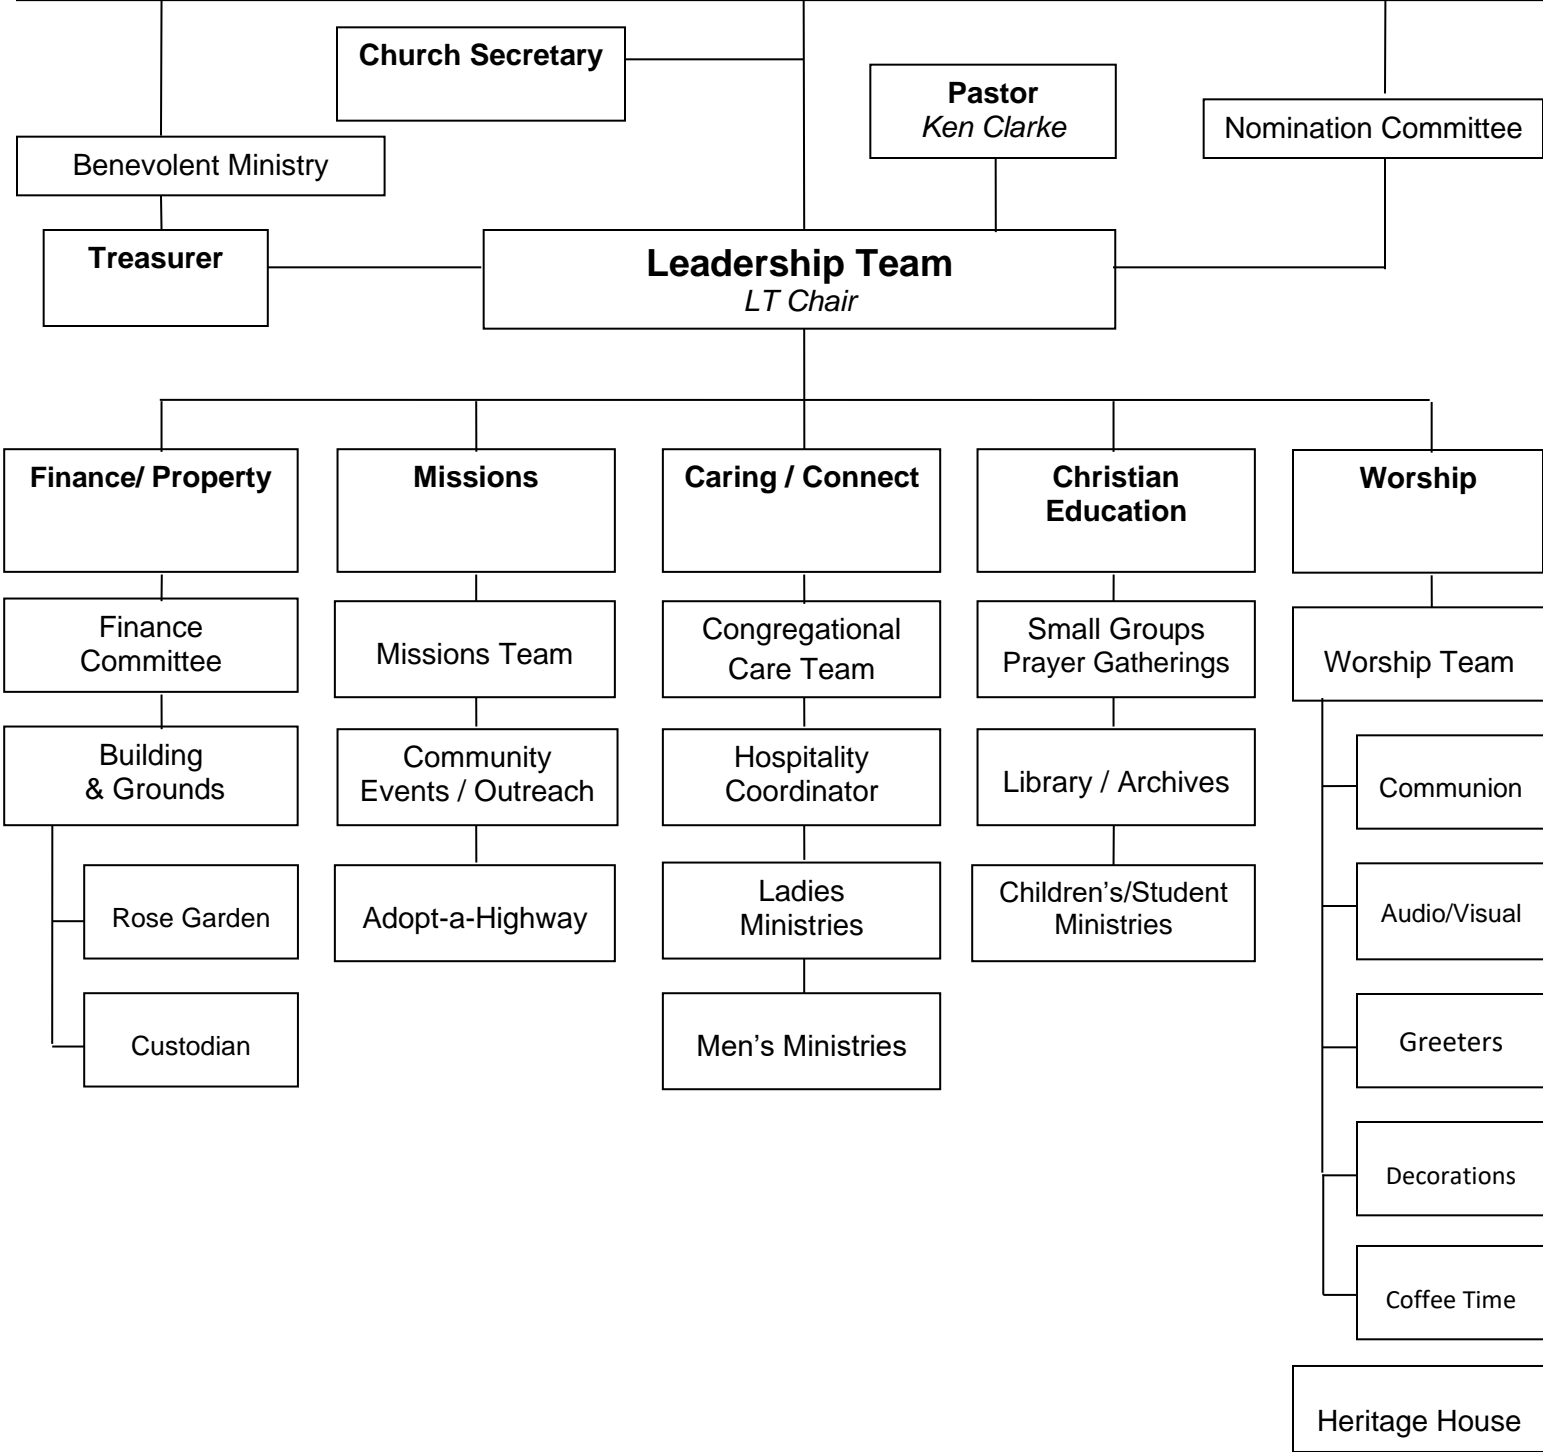 Church Secretary
Pastor
Ken Clarke
Nomination Committee
Benevolent Ministry
Treasurer
Leadership Team
LT Chair
Finance/ Property
Missions
Caring / Connect
Christian
Education
Worship
Finance
Committee
Missions Team
Congregational
Care Team
Small Groups
Prayer Gatherings
Worship Team
Building
& Grounds
Community
Events / Outreach
Hospitality
Coordinator
Library / Archives
Communion
Rose Garden
Adopt-a-Highway
Ladies
Ministries
Children’s/Student
Ministries
Audio/Visual
Custodian
Men’s Ministries
Greeters
Decorations
Coffee Time
Heritage House